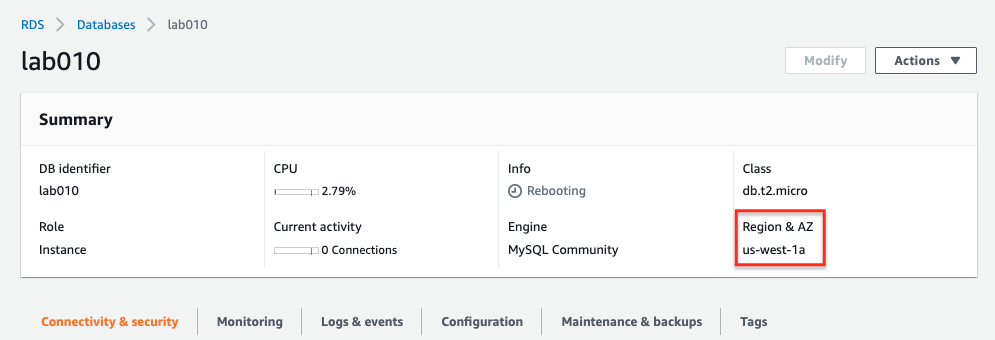 RDS > Databases > lab010
lab010
Modify
Actions ▼
Summary
DB identifier
lab010
CPU
2.79%
Info
Rebooting
Class
db.t2.micro
Role
Instance
Current activity
0 Connections
Engine
MySQL Community
Region & AZ
us-west-1a
Connectivity & security
Monitoring
Logs & events
Configuration
Maintenance & backups
Tags